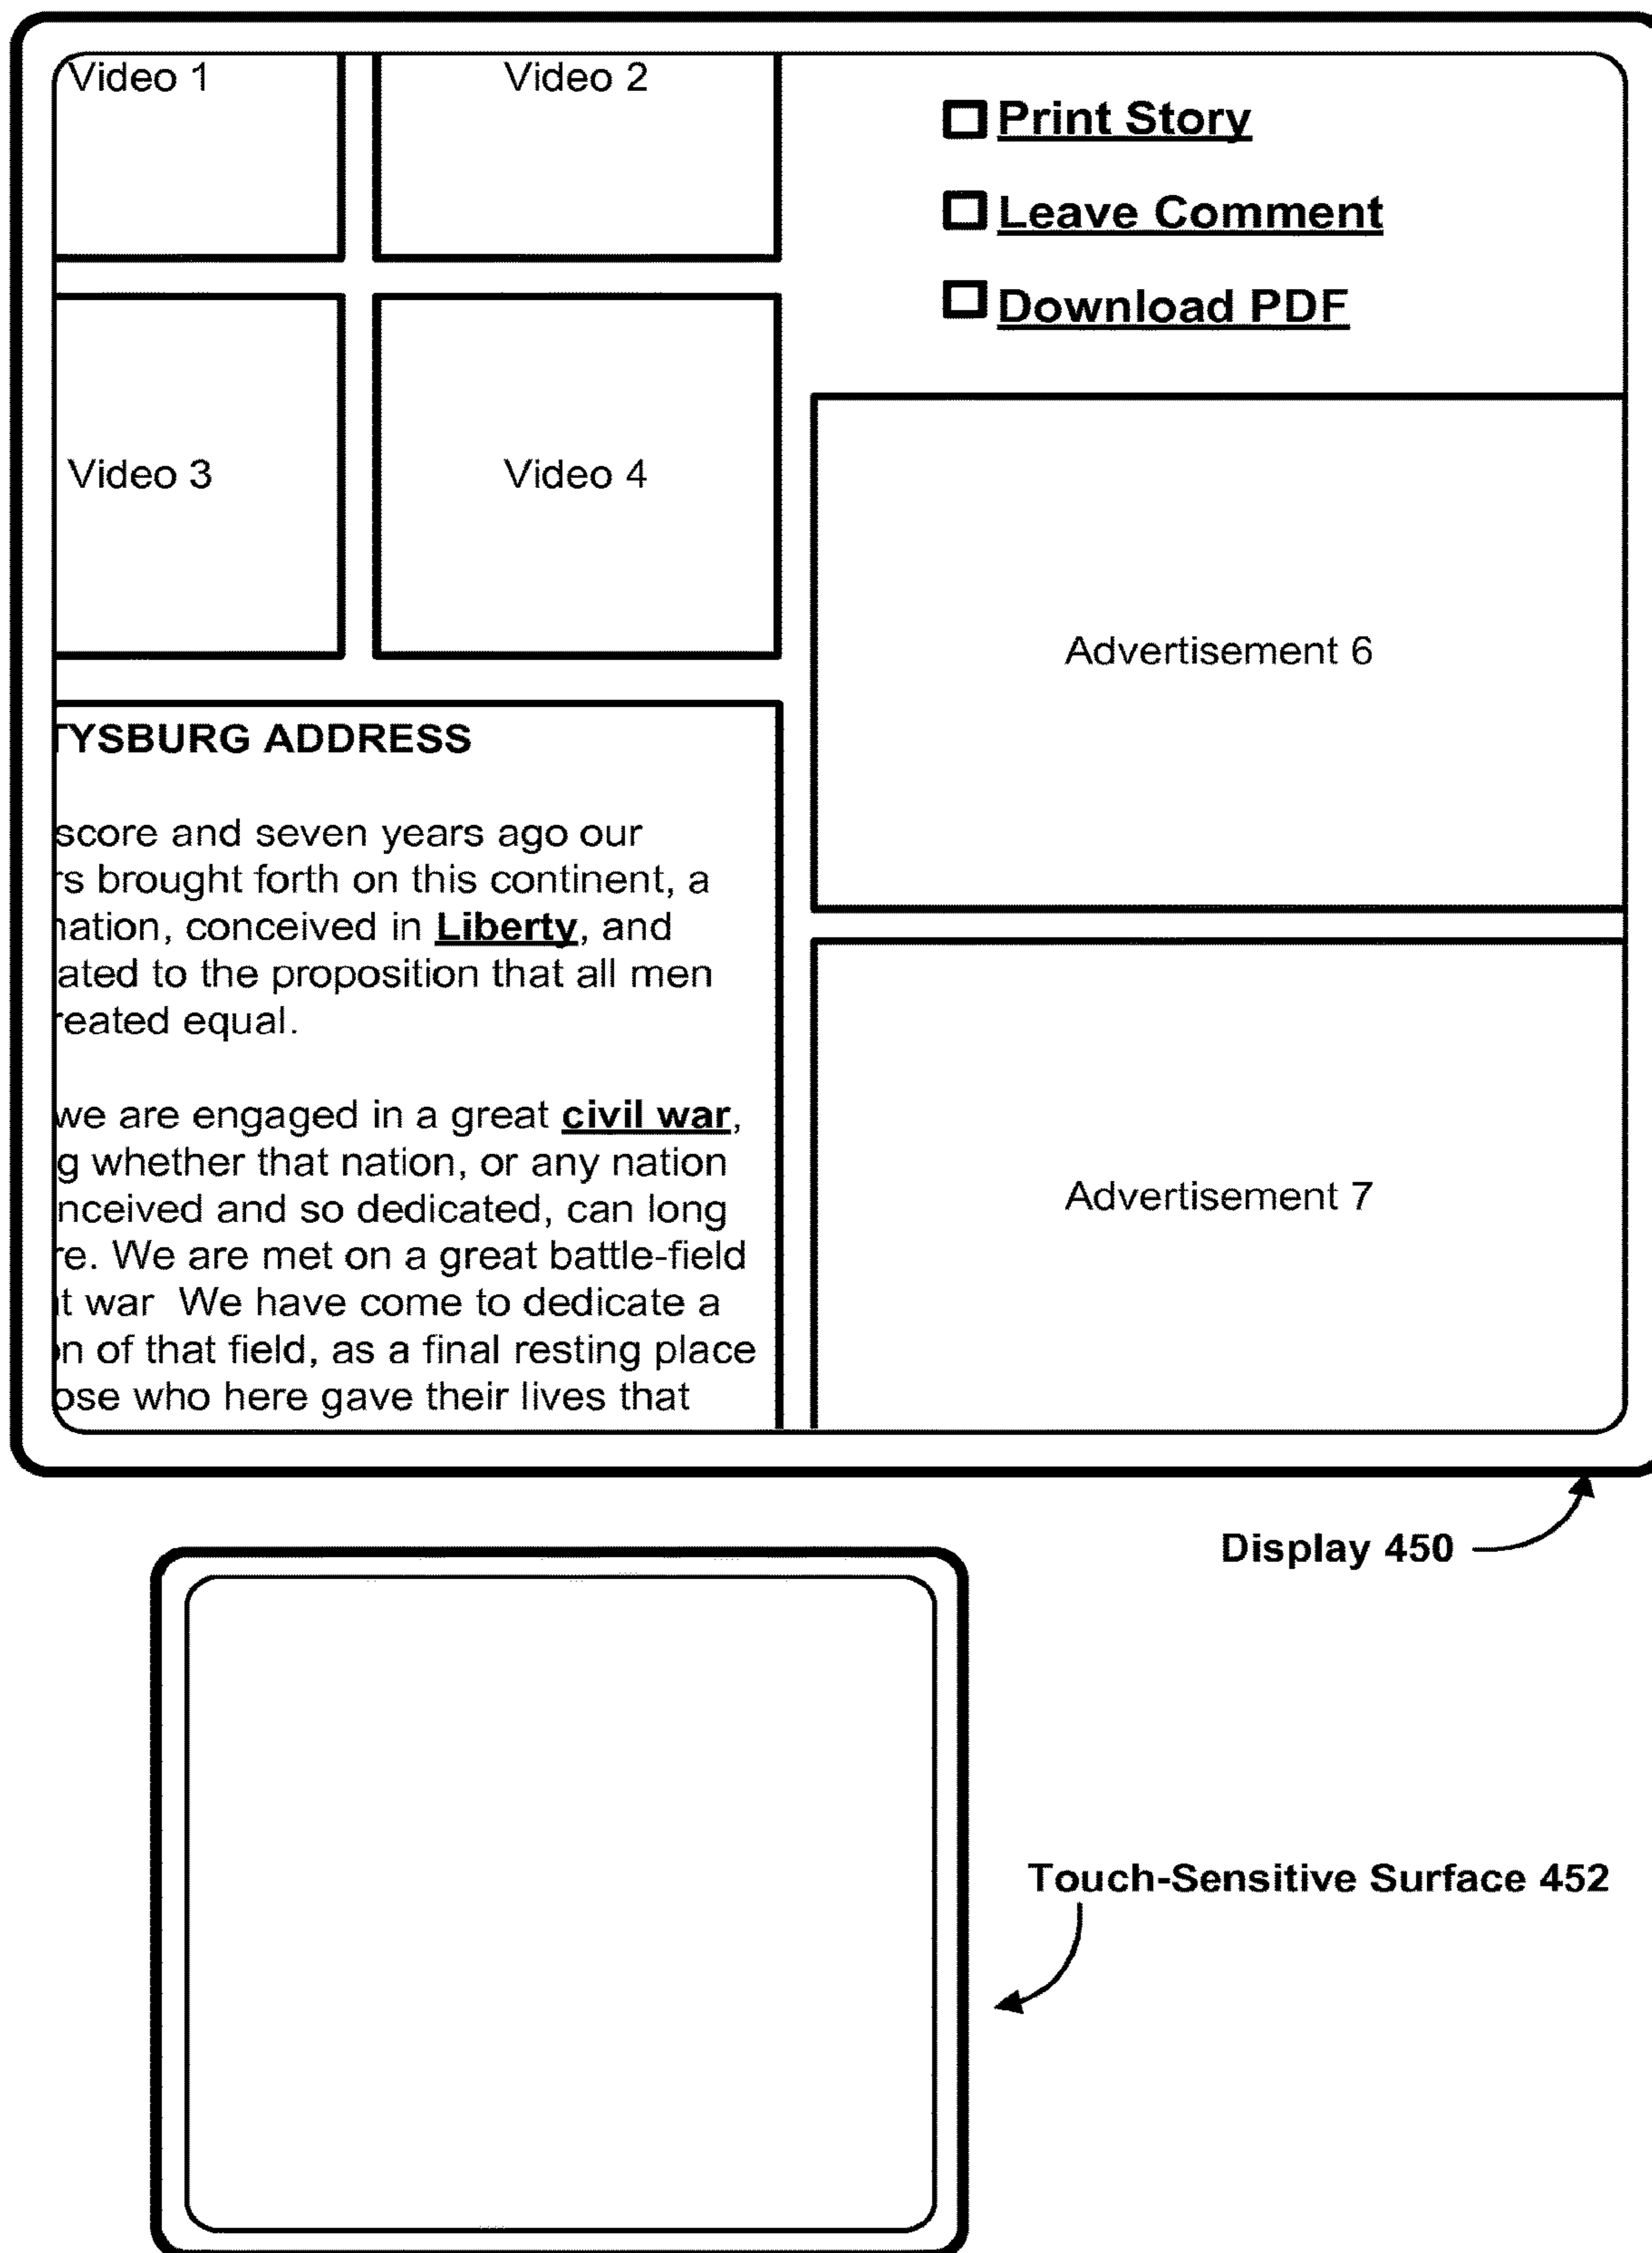 Video 1
Video 2
Print Story
Leave Comment
Download PDF
Video 3
Video 4
Advertisement 6
TYSBURG ADDRESS
score and seven years ago our
rs brought forth on this continent, a
nation, conceived in Liberty, and
ated to the proposition that all men
reated equal.
we are engaged in a great civil war,
g whether that nation, or any nation
nceived and so dedicated, can long
re. We are met on a great battle-field
t war  We have come to dedicate a
on of that field, as a final resting place
ose who here gave their lives that
Advertisement 7
Display 450
Touch-Sensitive Surface 452